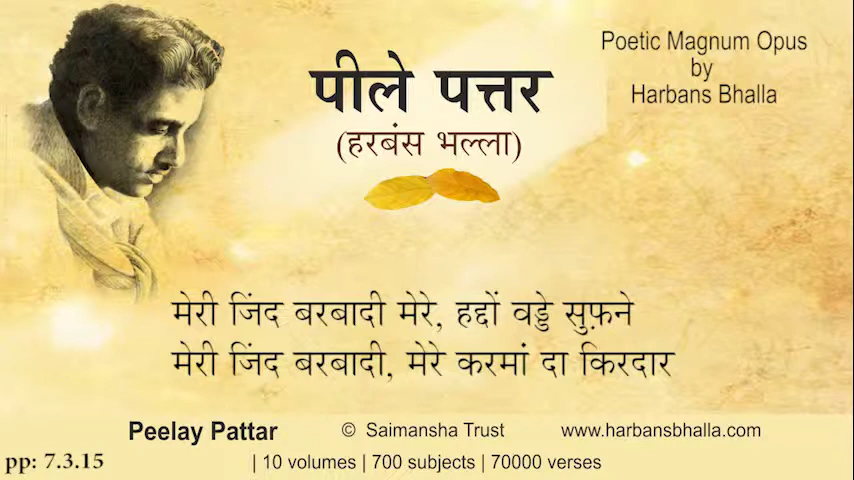 पीले पत्तर
(हरबंस भल्ला)
Poetic Magnum Opus
by
Harbans Bhalla
मेरी जिंद बरबादी मेरे, हद्दों वड्डे सुफ़ने
मेरी जिंद बरबादी, मेरे करमां दा किरदार
Peelay Pattar © Saimansha Trust www.harbansbhalla.com
pp: 7.3.15 | 10 volumes | 700 subjects | 70000 verses